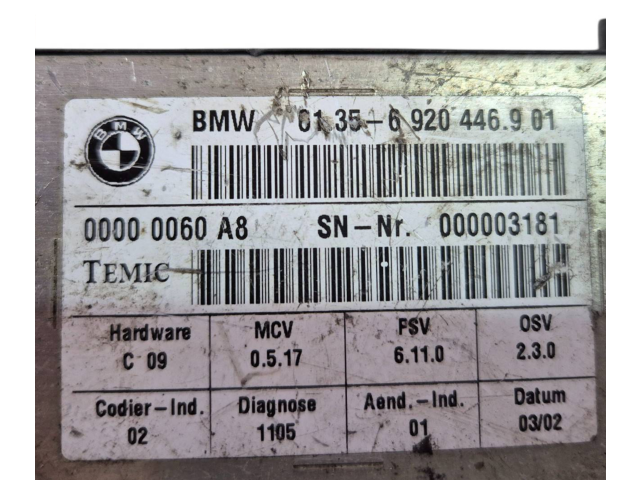 BMW
BMW 01 35-6 920 446.9 01
0000 0060 A8 SN-Nr. 000003181
TEMIC
Hardware MCV FSV OSV
C 09 0.5.17 6.11.0 2.3.0
Codier-Ind. Diagnose Aend.-Ind. Datum
02 1105 01 03/02